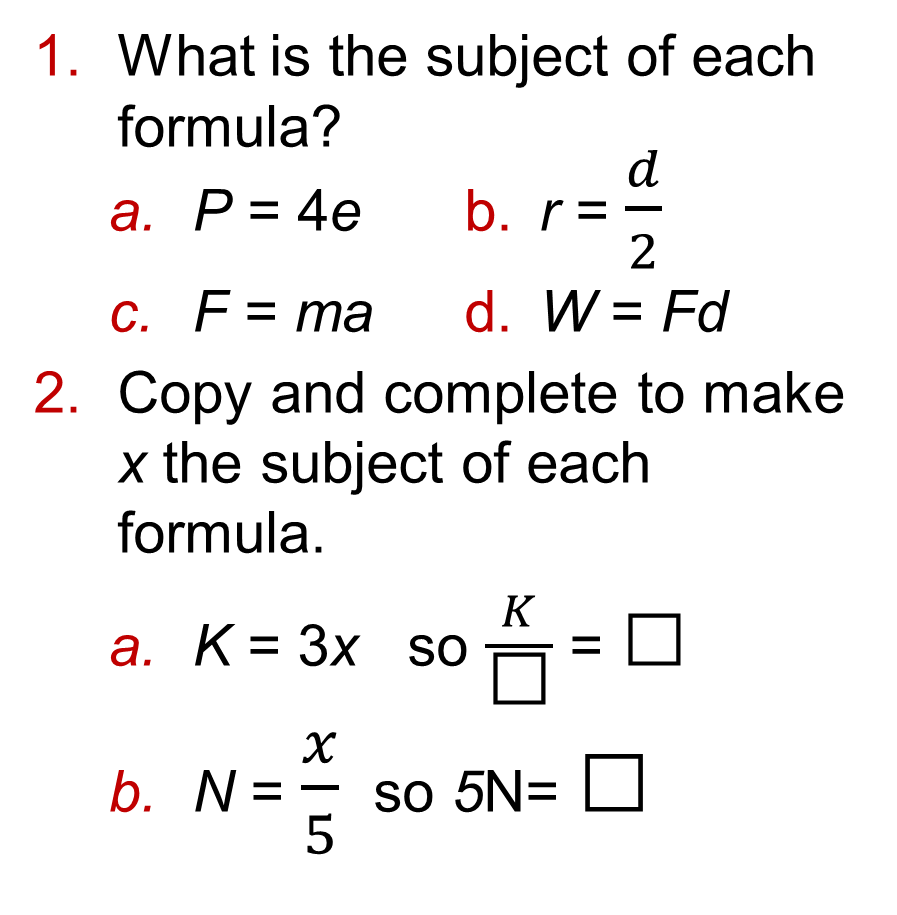 1. What is the subject of each
formula?
a. P = 4e b. r = d/2
c. F = ma d. W = Fd
2. Copy and complete to make
x the subject of each
formula.
a. K = 3x so K/□ = □
b. N = x/5 so 5N= □